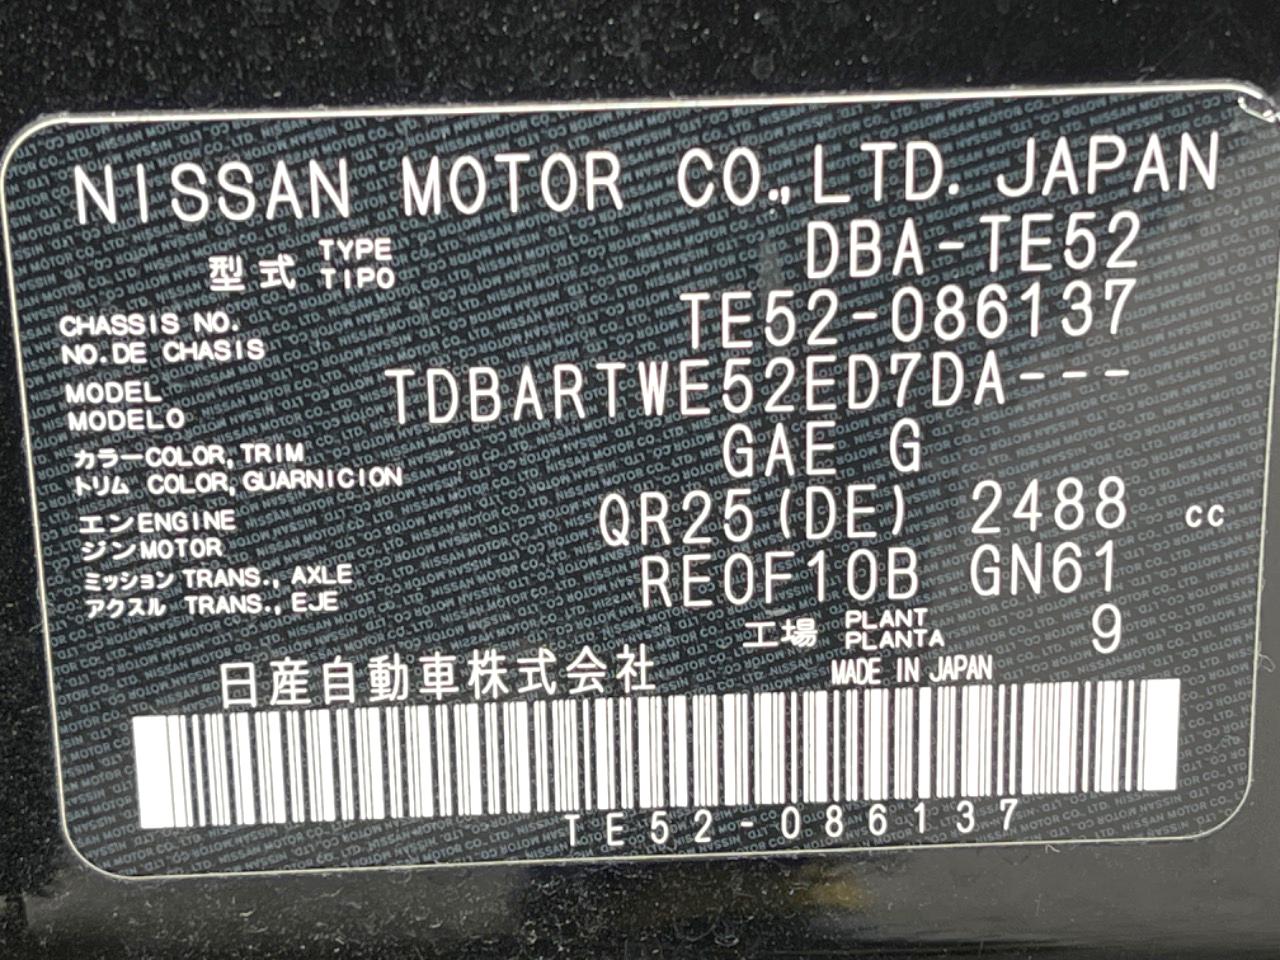 NISSAN MOTOR CO., LTD. JAPAN
型式 TYPE TIPO DBA-TE52
CHASSIS NO. TE52-086137
NO. DE CHASIS
MODEL TDBARTWE52ED7DA---
MODELO
カラー COLOR, TRIM GAE G
トリム COLOR, GUARNICION
エン ENGINE QR25(DE) 2488 cc
ジン MOTOR
ミッション TRANS., AXLE RE0F10B GN61
アクスル TRANS., EJE
工場 PLANT PLANTA 9
日産自動車株式会社 MADE IN JAPAN
TE52-086137